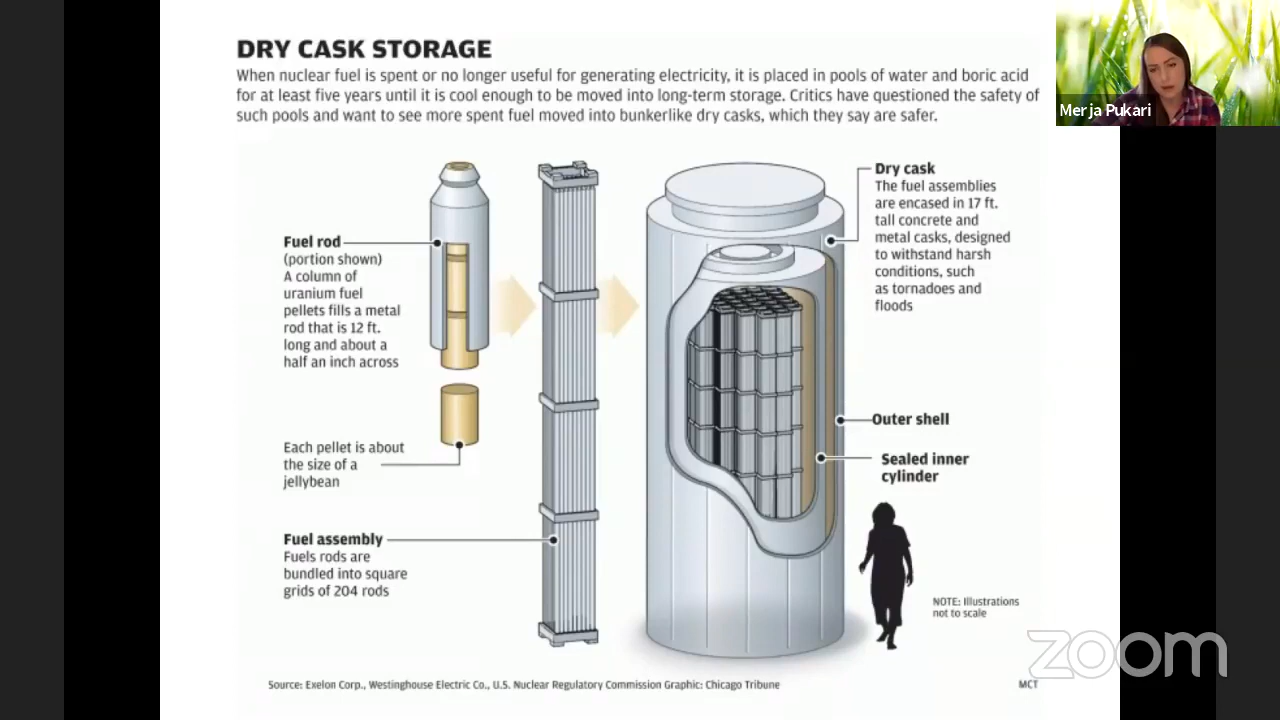 DRY CASK STORAGE
When nuclear fuel is spent or no longer useful for generating electricity, it is placed in pools of water and boric acid
for at least five years until it is cool enough to be moved into long-term storage. Critics have questioned the safety of
such pools and want to see more spent fuel moved into bunkerlike dry casks, which they say are safer.
Merja Pukari
Fuel rod
(portion shown)
A column of
uranium fuel
pellets fills a metal
rod that is 12 ft.
long and about a
half an inch across
Each pellet is about
the size of a
jellybean
Fuel assembly
Fuels rods are
bundled into square
grids of 204 rods
Dry cask
The fuel assemblies
are encased in 17 ft.
tall concrete and
metal casks, designed
to withstand harsh
conditions, such
as tornadoes and
floods
Outer shell
Sealed inner
cylinder
NOTE: Illustrations
not to scale
zoom
Source: Exelon Corp., Westinghouse Electric Co., U.S. Nuclear Regulatory Commission Graphic: Chicago Tribune
MCT